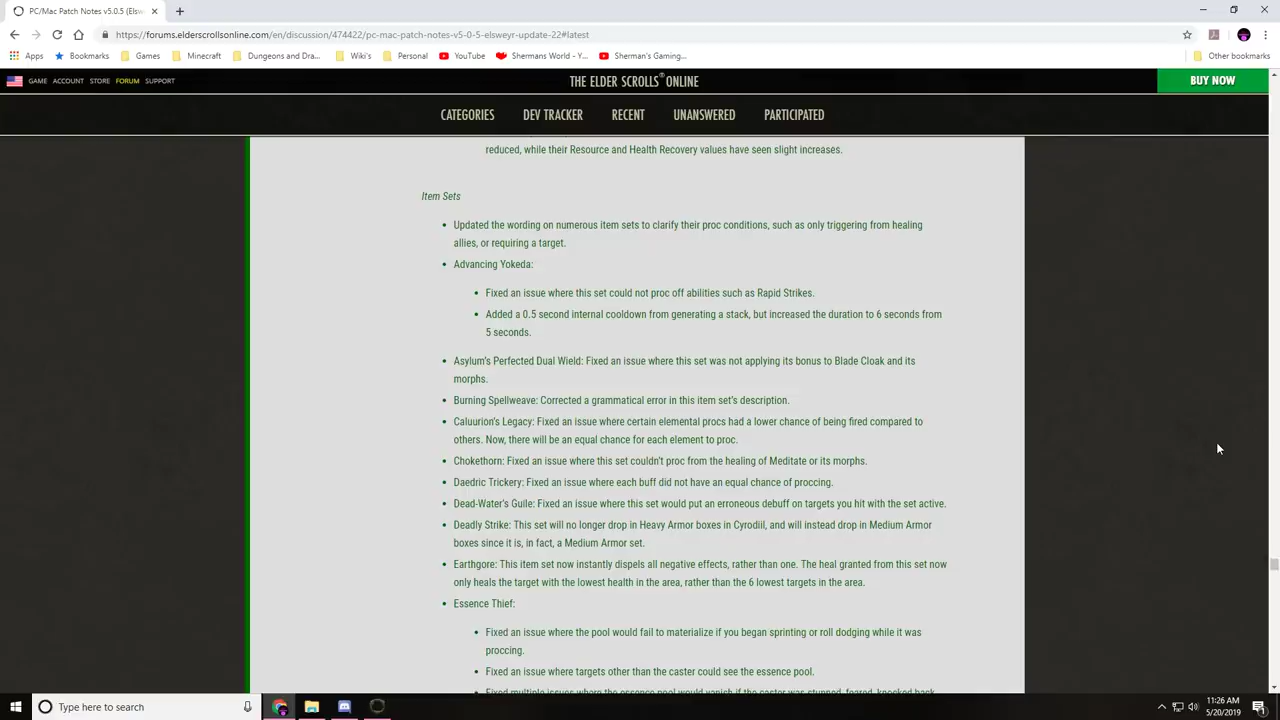 PC/Mac Patch Notes v5.0.5 (Elsw
https://forums.elderscrollsonline.com/en/discussion/474422/pc-mac-patch-notes-v5-0-5-elsweyr-update-22#latest
Apps Bookmarks Games Minecraft Dungeons and Dra... Wiki's Personal YouTube Shermans World - Y... Sherman's Gaming... Other bookmarks
GAME ACCOUNT STORE FORUM SUPPORT THE ELDER SCROLLS® ONLINE BUY NOW
CATEGORIES DEV TRACKER RECENT UNANSWERED PARTICIPATED
reduced, while their Resource and Health Recovery values have seen slight increases.
Item Sets
Updated the wording on numerous item sets to clarify their proc conditions, such as only triggering from healing
allies, or requiring a target.
Advancing Yokeda:
Fixed an issue where this set could not proc off abilities such as Rapid Strikes.
Added a 0.5 second internal cooldown from generating a stack, but increased the duration to 6 seconds from
5 seconds.
Asylum's Perfected Dual Wield: Fixed an issue where this set was not applying its bonus to Blade Cloak and its
morphs.
Burning Spellweave: Corrected a grammatical error in this item set's description.
Caluurion's Legacy: Fixed an issue where certain elemental procs had a lower chance of being fired compared to
others. Now, there will be an equal chance for each element to proc.
Chokethorn: Fixed an issue where this set couldn't proc from the healing of Meditate or its morphs.
Daedric Trickery: Fixed an issue where each buff did not have an equal chance of proccing.
Dead-Water's Guile: Fixed an issue where this set would put an erroneous debuff on targets you hit with the set active.
Deadly Strike: This set will no longer drop in Heavy Armor boxes in Cyrodiil, and will instead drop in Medium Armor
boxes since it is, in fact, a Medium Armor set.
Earthgore: This item set now instantly dispels all negative effects, rather than one. The heal granted from this set now
only heals the target with the lowest health in the area, rather than the 6 lowest targets in the area.
Essence Thief:
Fixed an issue where the pool would fail to materialize if you began sprinting or roll dodging while it was
proccing.
Fixed an issue where targets other than the caster could see the essence pool.
Fixed multiple issues where the essence pool would vanish if the caster was stunned, feared, knocked back,
Type here to search
11:26 AM
5/20/2019